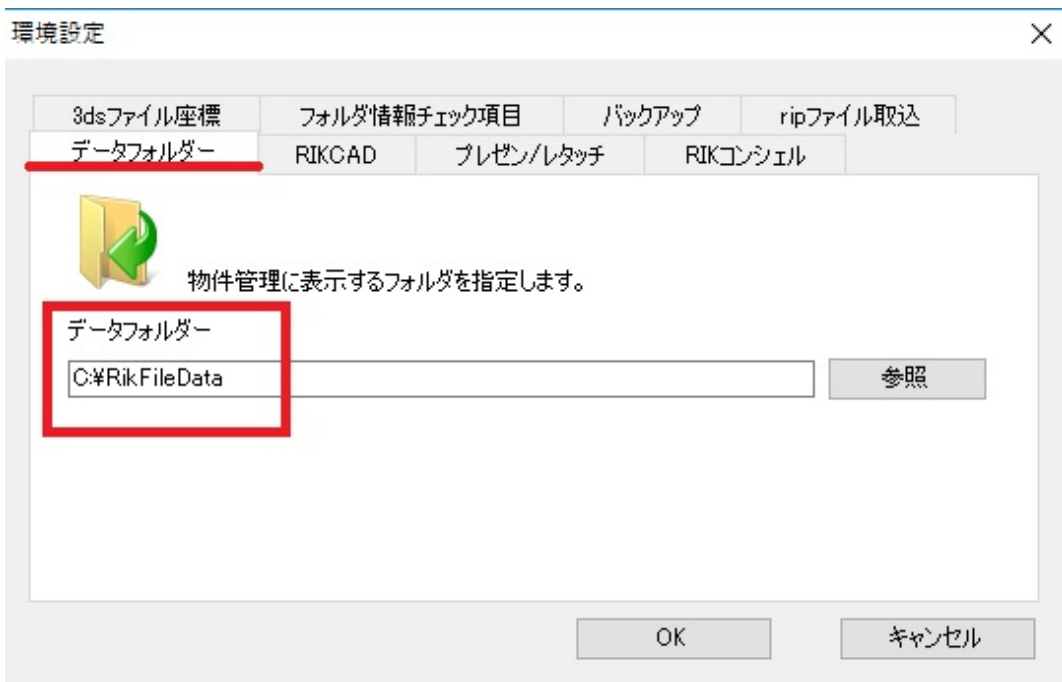 環境設定
3dsファイル座標 フォルダ情報チェック項目 バックアップ ripファイル取込
データフォルダー RIKCAD プレゼン/レタッチ RIKコンシェル
物件管理に表示するフォルダを指定します。
データフォルダー
C:¥RikFileData 参照
OK キャンセル